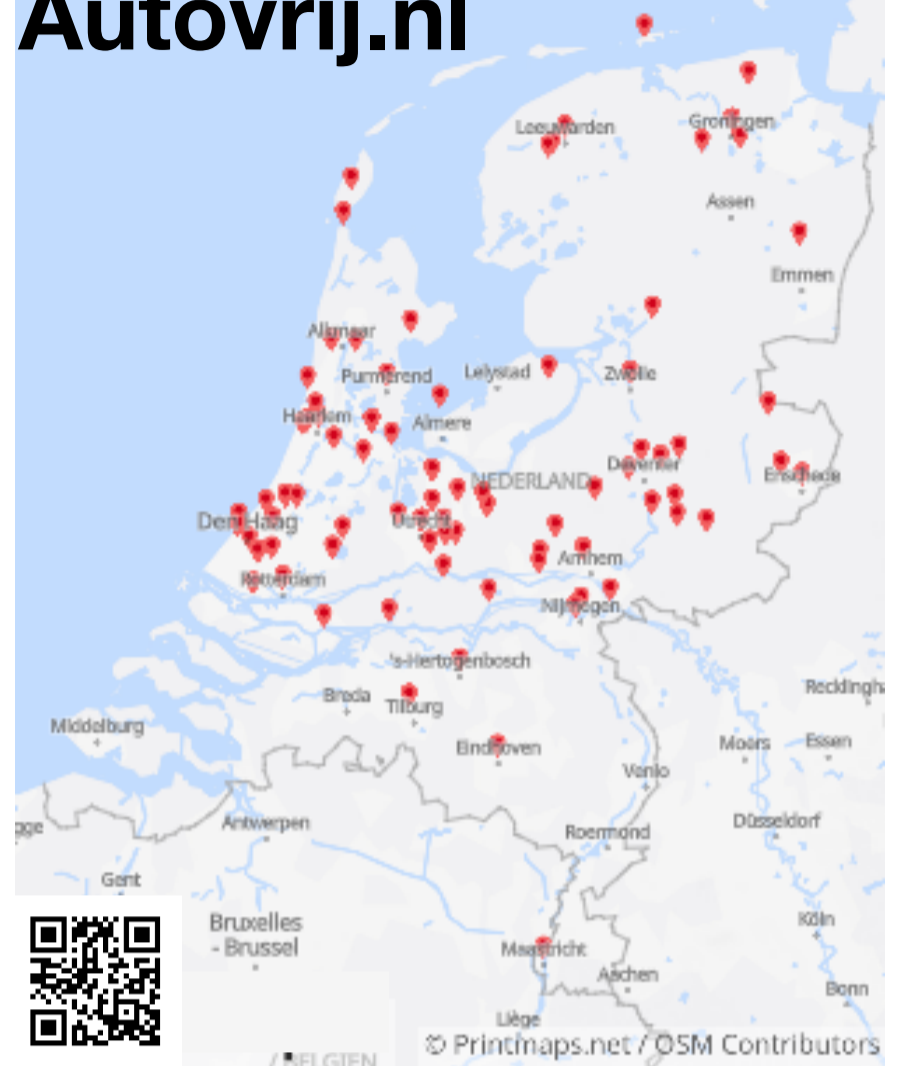 Autovrij.nl
Leeuwarden
Groningen
Assen
Emmen
Alkmaar
Purmerend
Lelystad
Zwolle
Haarlem
Almere
NEDERLAND
Deventer
Enschede
Den Haag
Utrecht
Arnhem
Rotterdam
Nijmegen
's-Hertogenbosch
Breda
Tilburg
Recklingha
Middelburg
Eindhoven
Moers
Essen
Venlo
gge
Antwerpen
Roermond
Düsseldorf
Gent
Bruxelles
- Brussel
Köln
Maastricht
Aachen
Bonn
Liège
© Printmaps.net / OSM Contributors
/ BELGIEN